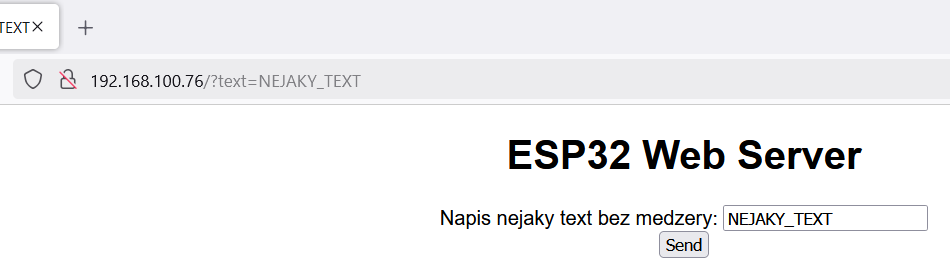 TEXT
192.168.100.76/?text=NEJAKY_TEXT
ESP32 Web Server
Napis nejaky text bez medzery: NEJAKY_TEXT
Send